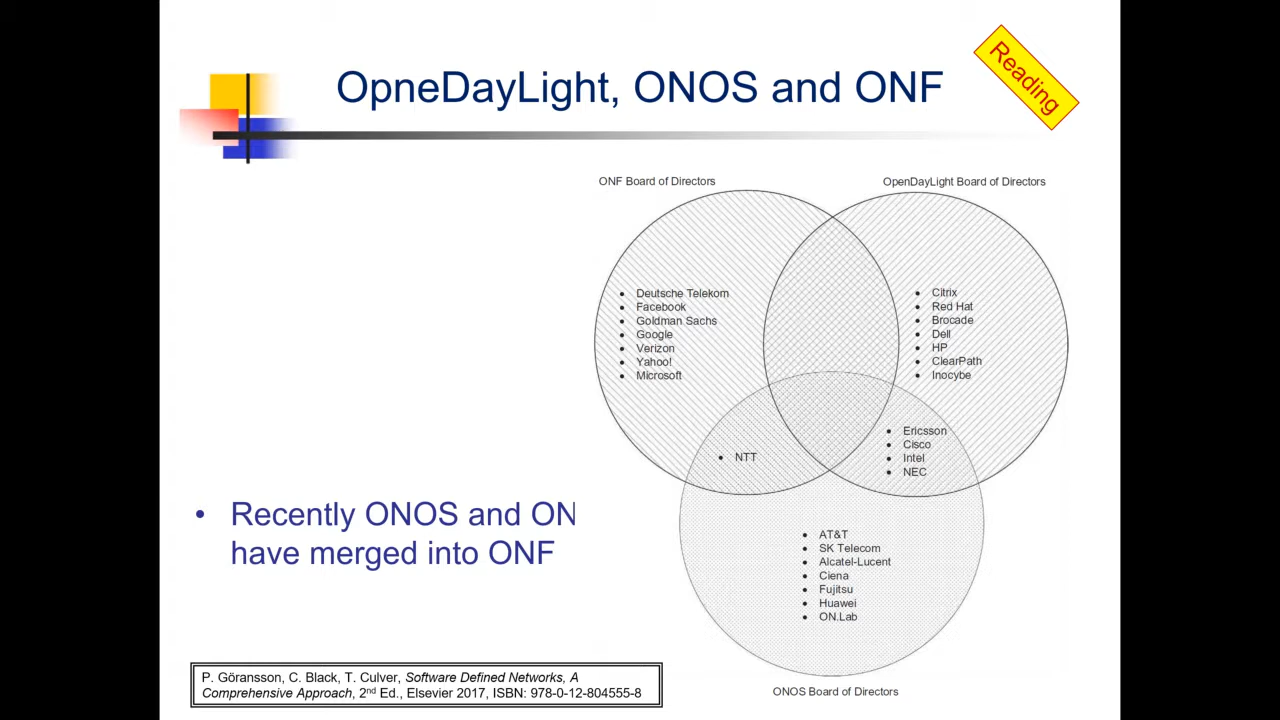 OpneDayLight, ONOS and ONF
Reading
ONF Board of Directors
OpenDayLight Board of Directors
• Deutsche Telekom
• Facebook
• Goldman Sachs
• Google
• Verizon
• Yahoo!
• Microsoft
• Citrix
• Red Hat
• Brocade
• Dell
• HP
• ClearPath
• Inocybe
• NTT
• Ericsson
• Cisco
• Intel
• NEC
• AT&T
• SK Telecom
• Alcatel-Lucent
• Ciena
• Fujitsu
• Huawei
• ON.Lab
ONOS Board of Directors
• Recently ONOS and ON
have merged into ONF
P. Göransson, C. Black, T. Culver, Software Defined Networks, A
Comprehensive Approach, 2nd Ed., Elsevier 2017, ISBN: 978-0-12-804555-8